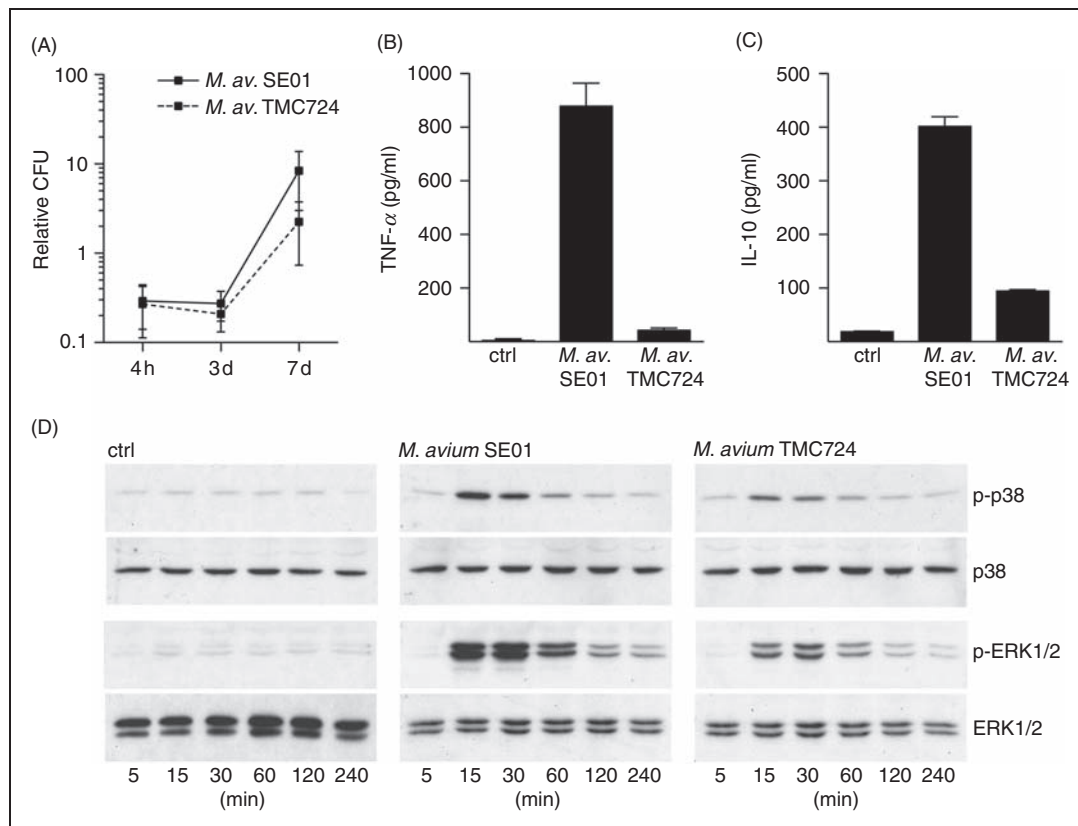 (A)
100
10
1
0.1
Relative CFU
M. av. SE01
M. av. TMC724
4 h
3 d
7 d
(B)
1000
800
600
400
200
TNF-α (pg/ml)
ctrl
M. av.
SE01
M. av.
TMC724
(C)
500
400
300
200
100
IL-10 (pg/ml)
ctrl
M. av.
SE01
M. av.
TMC724
(D)
ctrl
M. avium SE01
M. avium TMC724
p-p38
p38
p-ERK1/2
ERK1/2
5 15 30 60 120 240
(min)
5 15 30 60 120 240
(min)
5 15 30 60 120 240
(min)